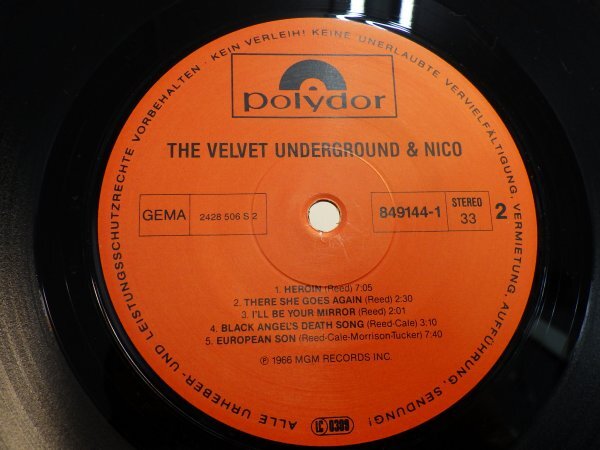 polydor
THE VELVET UNDERGROUND & NICO
GEMA 2428 506 S 2
849144-1 STEREO 33 2
1. HEROIN (Reed) 7:05
2. THERE SHE GOES AGAIN (Reed) 2:30
3. I'LL BE YOUR MIRROR (Reed) 2:01
4. BLACK ANGEL'S DEATH SONG (Reed-Cale) 3:10
5. EUROPEAN SON (Reed-Cale-Morrison-Tucker) 7:40
℗ 1966 MGM RECORDS INC.
LC 0309
ALLE URHEBER- UND LEISTUNGSSCHUTZRECHTE VORBEHALTEN · KEIN VERLEIH! KEINE UNERLAUBTE VERVIELFÄLTIGUNG, VERMIETUNG, AUFFÜHRUNG, SENDUNG!